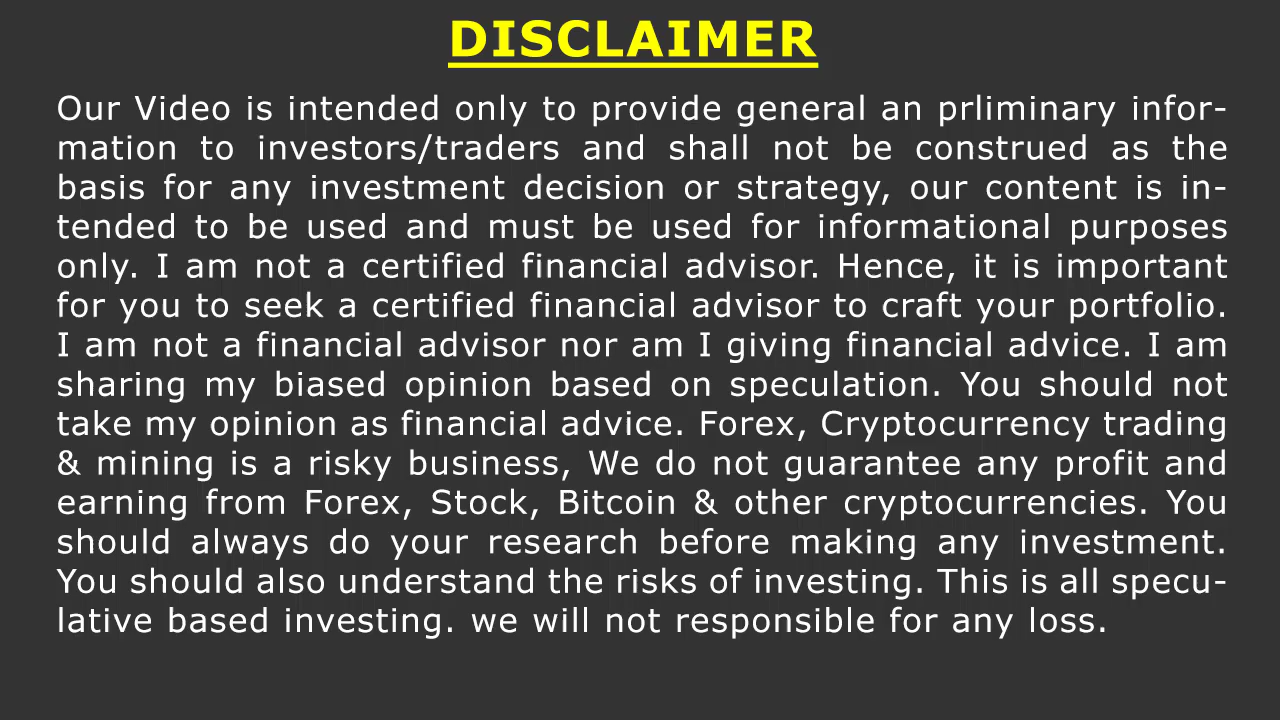 DISCLAIMER
Our Video is intended only to provide general an prliminary infor-
mation to investors/traders and shall not be construed as the
basis for any investment decision or strategy, our content is in-
tended to be used and must be used for informational purposes
only. I am not a certified financial advisor. Hence, it is important
for you to seek a certified financial advisor to craft your portfolio.
I am not a financial advisor nor am I giving financial advice. I am
sharing my biased opinion based on speculation. You should not
take my opinion as financial advice. Forex, Cryptocurrency trading
& mining is a risky business, We do not guarantee any profit and
earning from Forex, Stock, Bitcoin & other cryptocurrencies. You
should always do your research before making any investment.
You should also understand the risks of investing. This is all specu-
lative based investing. we will not responsible for any loss.